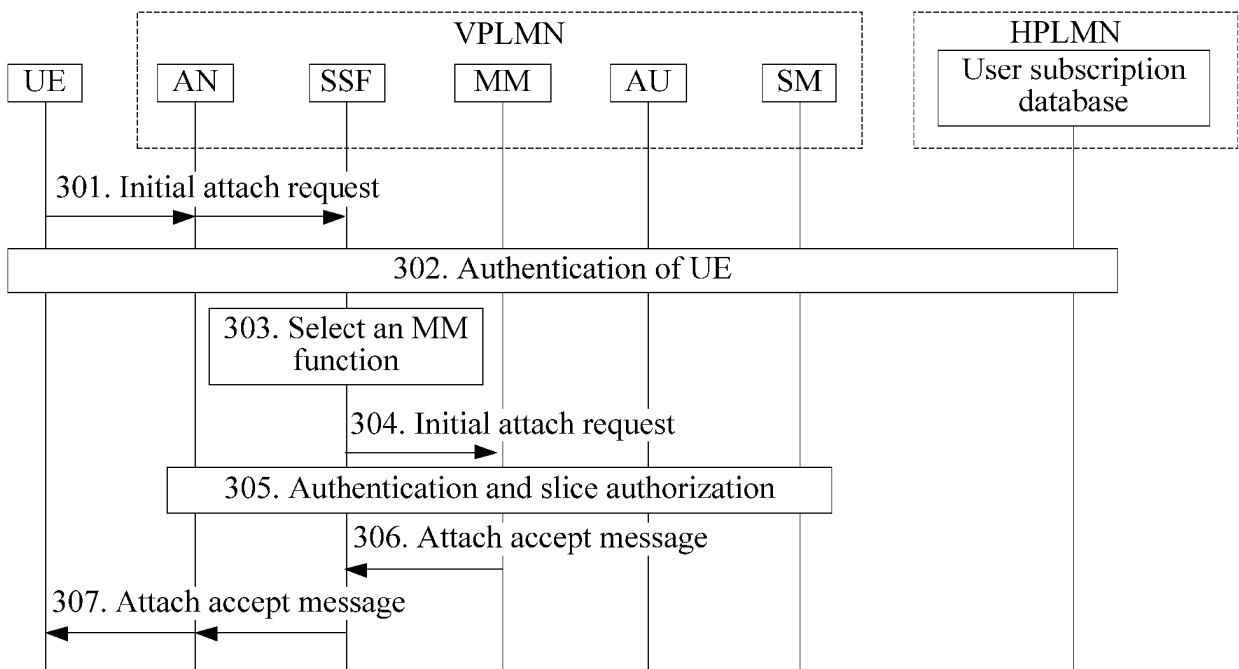 VPLMN
HPLMN
UE
AN
SSF
MM
AU
SM
User subscription
database
301. Initial attach request
302. Authentication of UE
303. Select an MM
function
304. Initial attach request
305. Authentication and slice authorization
306. Attach accept message
307. Attach accept message